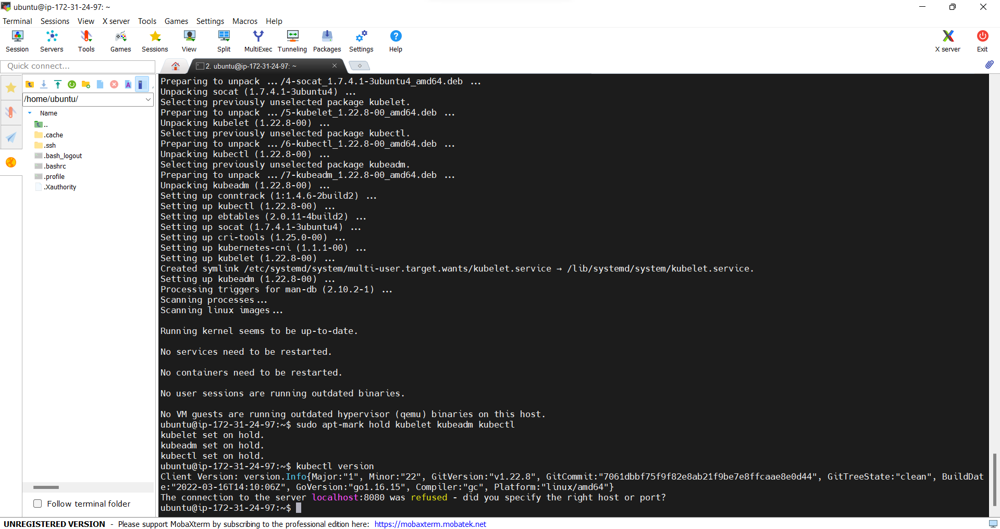 ubuntu@ip-172-31-24-97: ~
Terminal Sessions View X server Tools Games Settings Macros Help
Session Servers Tools Games Sessions View Split MultiExec Tunneling Packages Settings Help X server Exit
Quick connect...
2. ubuntu@ip-172-31-24-97: ~
/home/ubuntu/
Name
..
.cache
.ssh
.bash_logout
.bashrc
.profile
.Xauthority
Follow terminal folder
Preparing to unpack .../4-socat_1.7.4.1-3ubuntu4_amd64.deb ...
Unpacking socat (1.7.4.1-3ubuntu4) ...
Selecting previously unselected package kubelet.
Preparing to unpack .../5-kubelet_1.22.8-00_amd64.deb ...
Unpacking kubelet (1.22.8-00) ...
Selecting previously unselected package kubectl.
Preparing to unpack .../6-kubectl_1.22.8-00_amd64.deb ...
Unpacking kubectl (1.22.8-00) ...
Selecting previously unselected package kubeadm.
Preparing to unpack .../7-kubeadm_1.22.8-00_amd64.deb ...
Unpacking kubeadm (1.22.8-00) ...
Setting up conntrack (1:1.4.6-2build2) ...
Setting up kubectl (1.22.8-00) ...
Setting up ebtables (2.0.11-4build2) ...
Setting up socat (1.7.4.1-3ubuntu4) ...
Setting up cri-tools (1.25.0-00) ...
Setting up kubernetes-cni (1.1.1-00) ...
Setting up kubelet (1.22.8-00) ...
Created symlink /etc/systemd/system/multi-user.target.wants/kubelet.service → /lib/systemd/system/kubelet.service.
Setting up kubeadm (1.22.8-00) ...
Processing triggers for man-db (2.10.2-1) ...
Scanning processes...
Scanning linux images...
Running kernel seems to be up-to-date.
No services need to be restarted.
No containers need to be restarted.
No user sessions are running outdated binaries.
No VM guests are running outdated hypervisor (qemu) binaries on this host.
ubuntu@ip-172-31-24-97:~$ sudo apt-mark hold kubelet kubeadm kubectl
kubelet set on hold.
kubeadm set on hold.
kubectl set on hold.
ubuntu@ip-172-31-24-97:~$ kubectl version
Client Version: version.Info{Major:"1", Minor:"22", GitVersion:"v1.22.8", GitCommit:"7061dbbf75f9f82e8ab21f9be7e8ffcaae8e0d44", GitTreeState:"clean", BuildDat
e:"2022-03-16T14:10:06Z", GoVersion:"go1.16.15", Compiler:"gc", Platform:"linux/amd64"}
The connection to the server localhost:8080 was refused - did you specify the right host or port?
ubuntu@ip-172-31-24-97:~$
UNREGISTERED VERSION - Please support MobaXterm by subscribing to the professional edition here: https://mobaxterm.mobatek.net